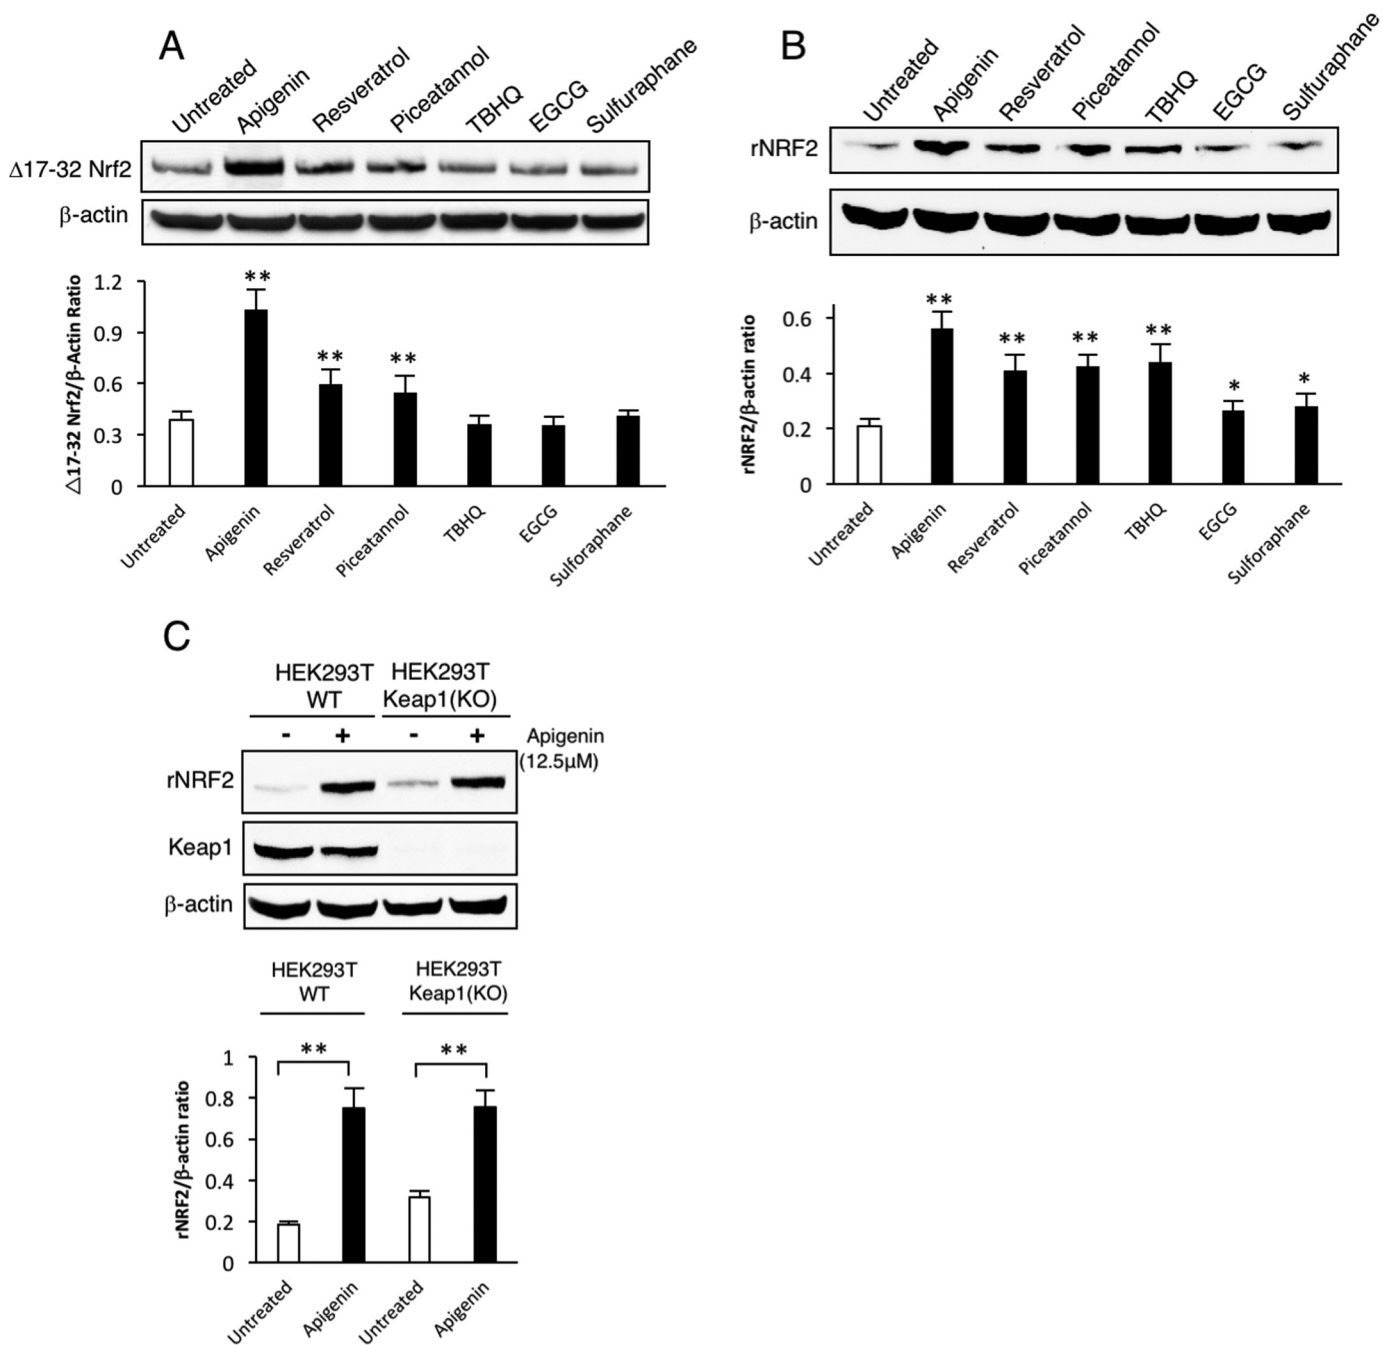 A
Untreated
Apigenin
Resveratrol
Piceatannol
TBHQ
EGCG
Sulfuraphane
Δ17-32 Nrf2
β-actin
△17-32 Nrf2/β-Actin Ratio
1.2
0.9
0.6
0.3
0
**
**
**
Untreated
Apigenin
Resveratrol
Piceatannol
TBHQ
EGCG
Sulforaphane
B
Untreated
Apigenin
Resveratrol
Piceatannol
TBHQ
EGCG
Sulfuraphane
rNRF2
β-actin
rNRF2/β-actin ratio
0.6
0.4
0.2
0
**
**
**
**
*
*
Untreated
Apigenin
Resveratrol
Piceatannol
TBHQ
EGCG
Sulforaphane
C
HEK293T
WT
HEK293T
Keap1(KO)
- + - + Apigenin
(12.5μM)
rNRF2
Keap1
β-actin
HEK293T
WT
HEK293T
Keap1(KO)
rNRF2/β-actin ratio
1
0.8
0.6
0.4
0.2
0
**
**
Untreated
Apigenin
Untreated
Apigenin